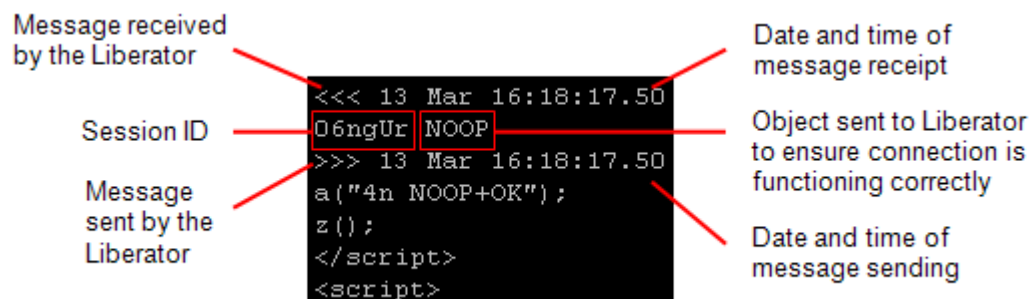 Message received
by the Liberator
Session ID
Message
sent by the
Liberator
<<< 13 Mar 16:18:17.50
06ngUr NOOP
>>> 13 Mar 16:18:17.50
a("4n NOOP+OK");
z();
</script>
<script>
Date and time of
message receipt
Object sent to Liberator
to ensure connection is
functioning correctly
Date and time of
message sending